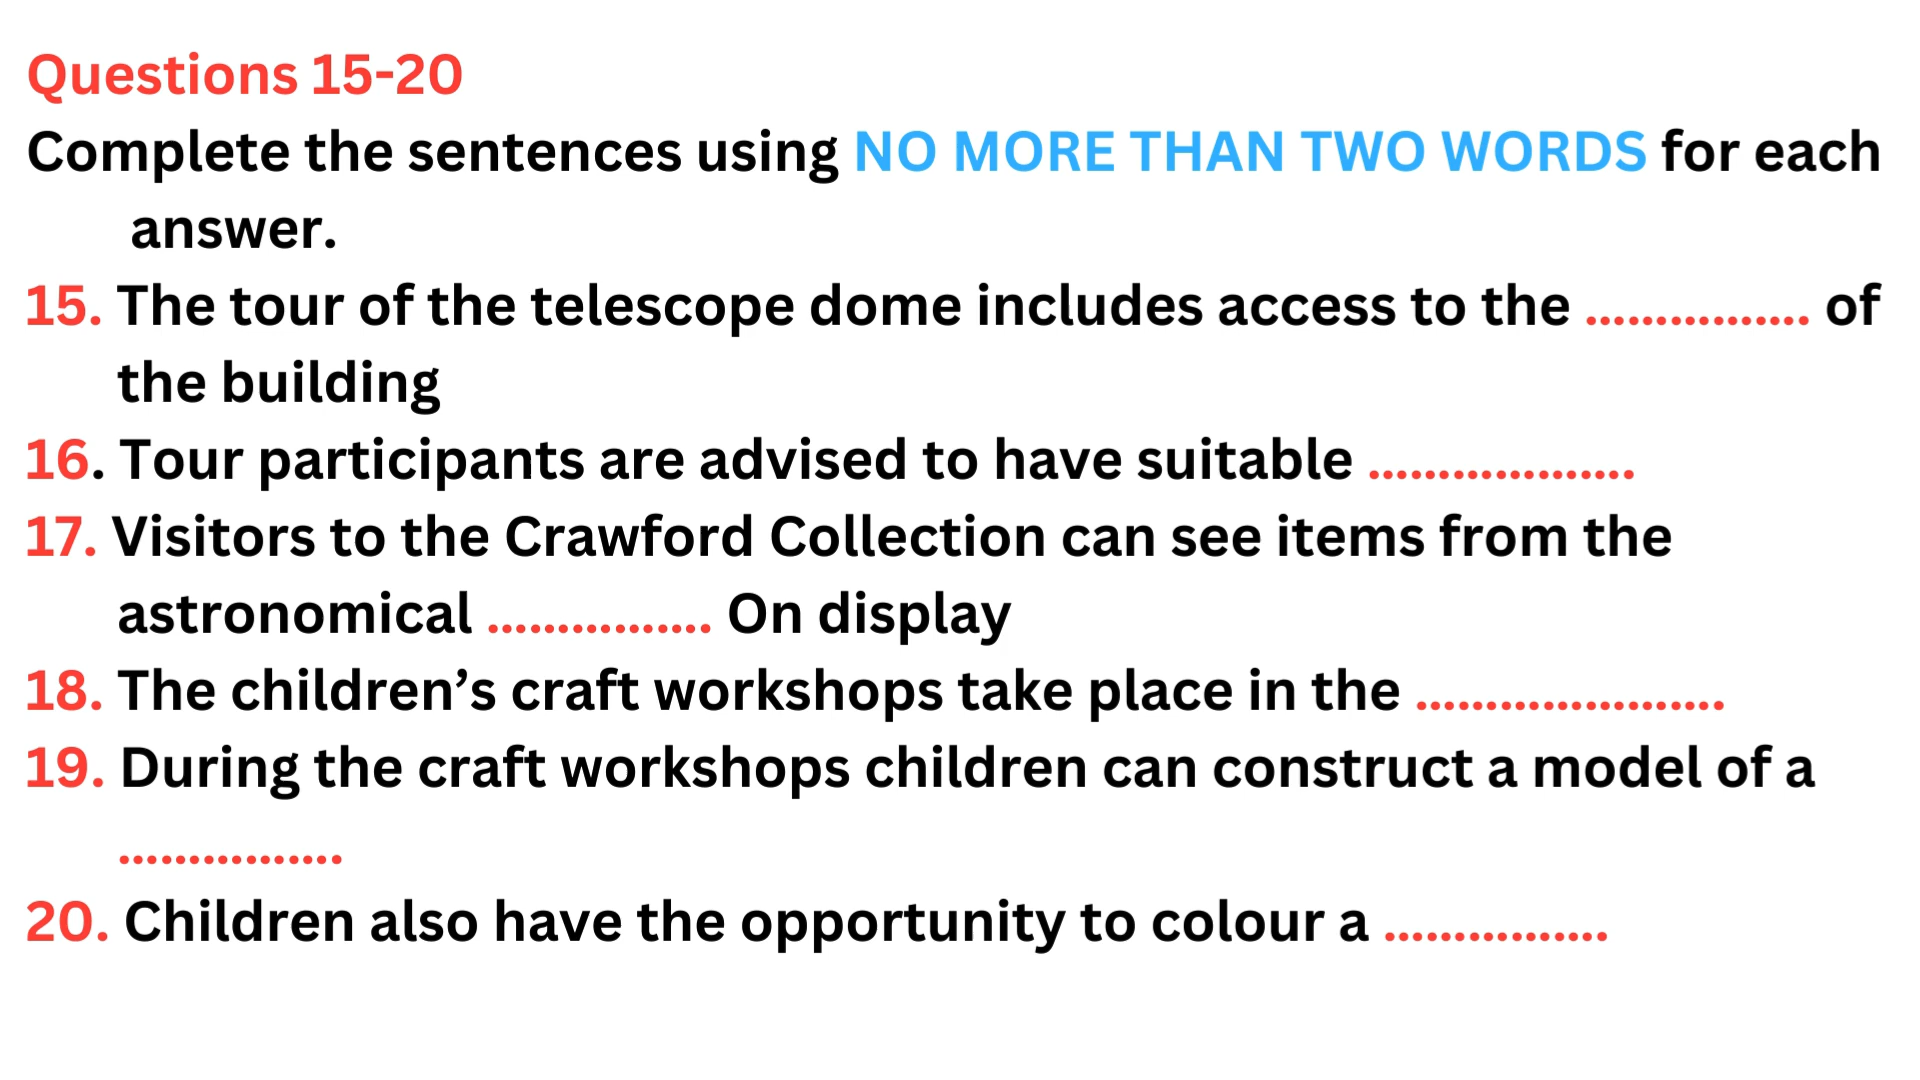 Questions 15-20
Complete the sentences using NO MORE THAN TWO WORDS for each
answer.
15. The tour of the telescope dome includes access to the ................ of
the building
16. Tour participants are advised to have suitable ...................
17. Visitors to the Crawford Collection can see items from the
astronomical ................ On display
18. The children’s craft workshops take place in the ......................
19. During the craft workshops children can construct a model of a
................
20. Children also have the opportunity to colour a ................